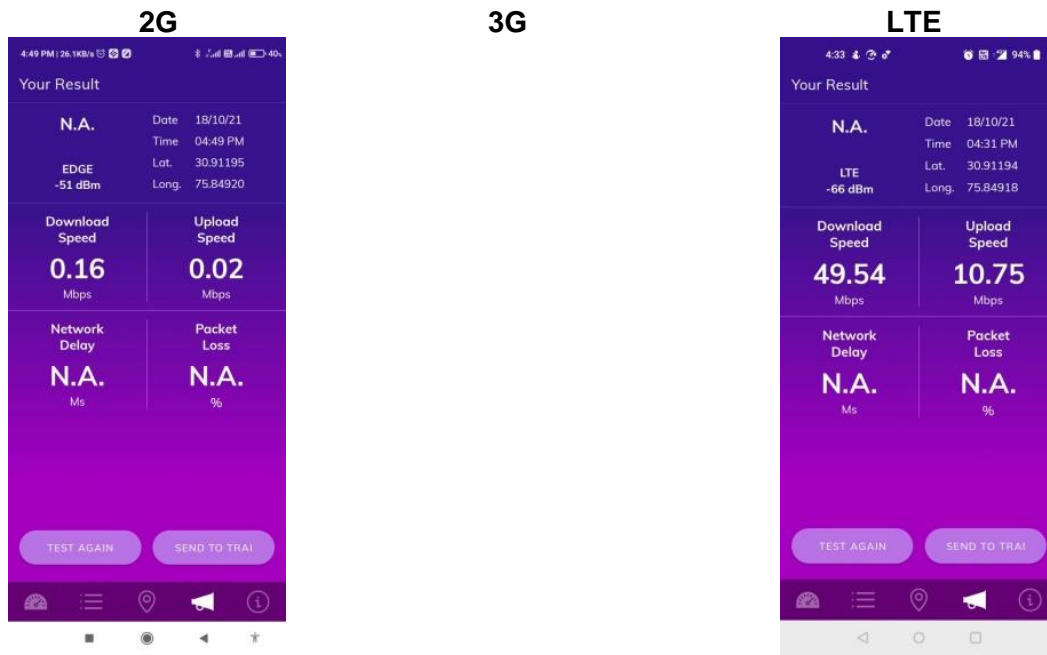 2G
3G
LTE
4:49 PM | 26.1KB/s
40%
Your Result
N.A.
EDGE
-51 dBm
Date 18/10/21
Time 04:49 PM
Lat. 30.91195
Long. 75.84920
Download
Speed
0.16
Mbps
Upload
Speed
0.02
Mbps
Network
Delay
N.A.
Ms
Packet
Loss
N.A.
%
TEST AGAIN
SEND TO TRAI
4:33
94%
Your Result
N.A.
LTE
-66 dBm
Date 18/10/21
Time 04:31 PM
Lat. 30.91194
Long. 75.84918
Download
Speed
49.54
Mbps
Upload
Speed
10.75
Mbps
Network
Delay
N.A.
Ms
Packet
Loss
N.A.
%
TEST AGAIN
SEND TO TRAI